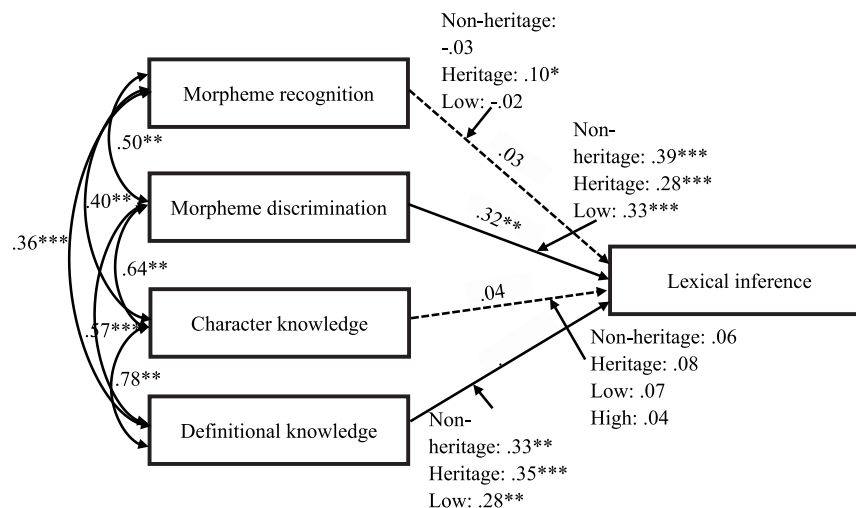 Non-heritage:
-.03
Heritage: .10*
Low: -.02
Morpheme recognition
.50**
.03
Non-
heritage: .39***
Heritage: .28***
Low: .33***
.40**
Morpheme discrimination
.32**
.36***
.64**
Lexical inference
.04
Character knowledge
.57***
Non-heritage: .06
Heritage: .08
Low: .07
High: .04
.78**
Definitional knowledge
Non-
heritage: .33**
Heritage: .35***
Low: .28**